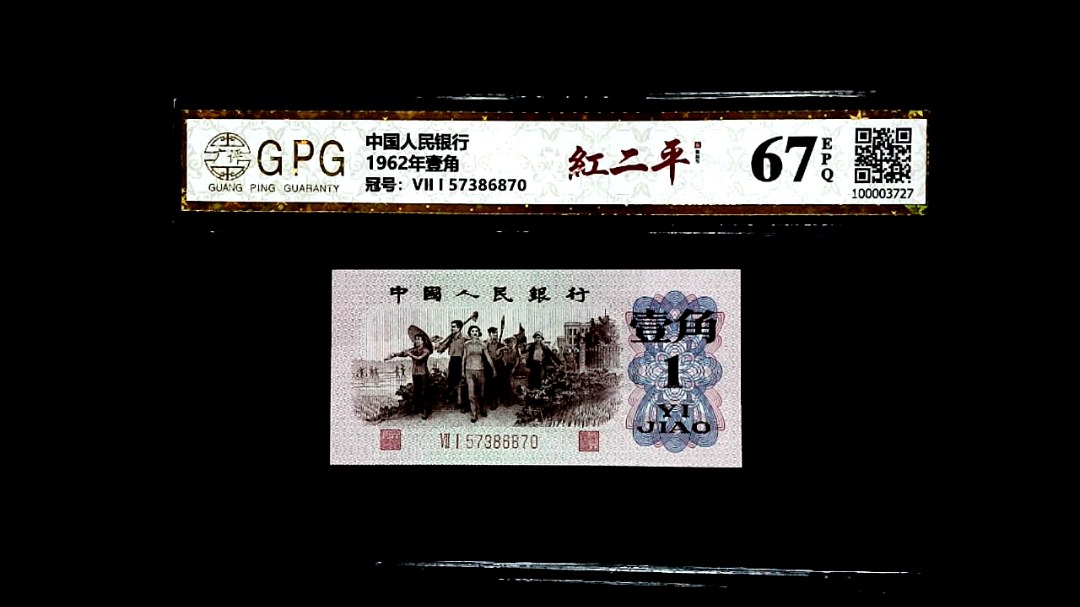 GPG
GUANG PING GUARANTY
中国人民银行
1962年壹角
冠号：VII I 57386870
紅二平
67
EPQ
100003727
中國人民銀行
壹角
1
YI
JIAO
VII I 57386870